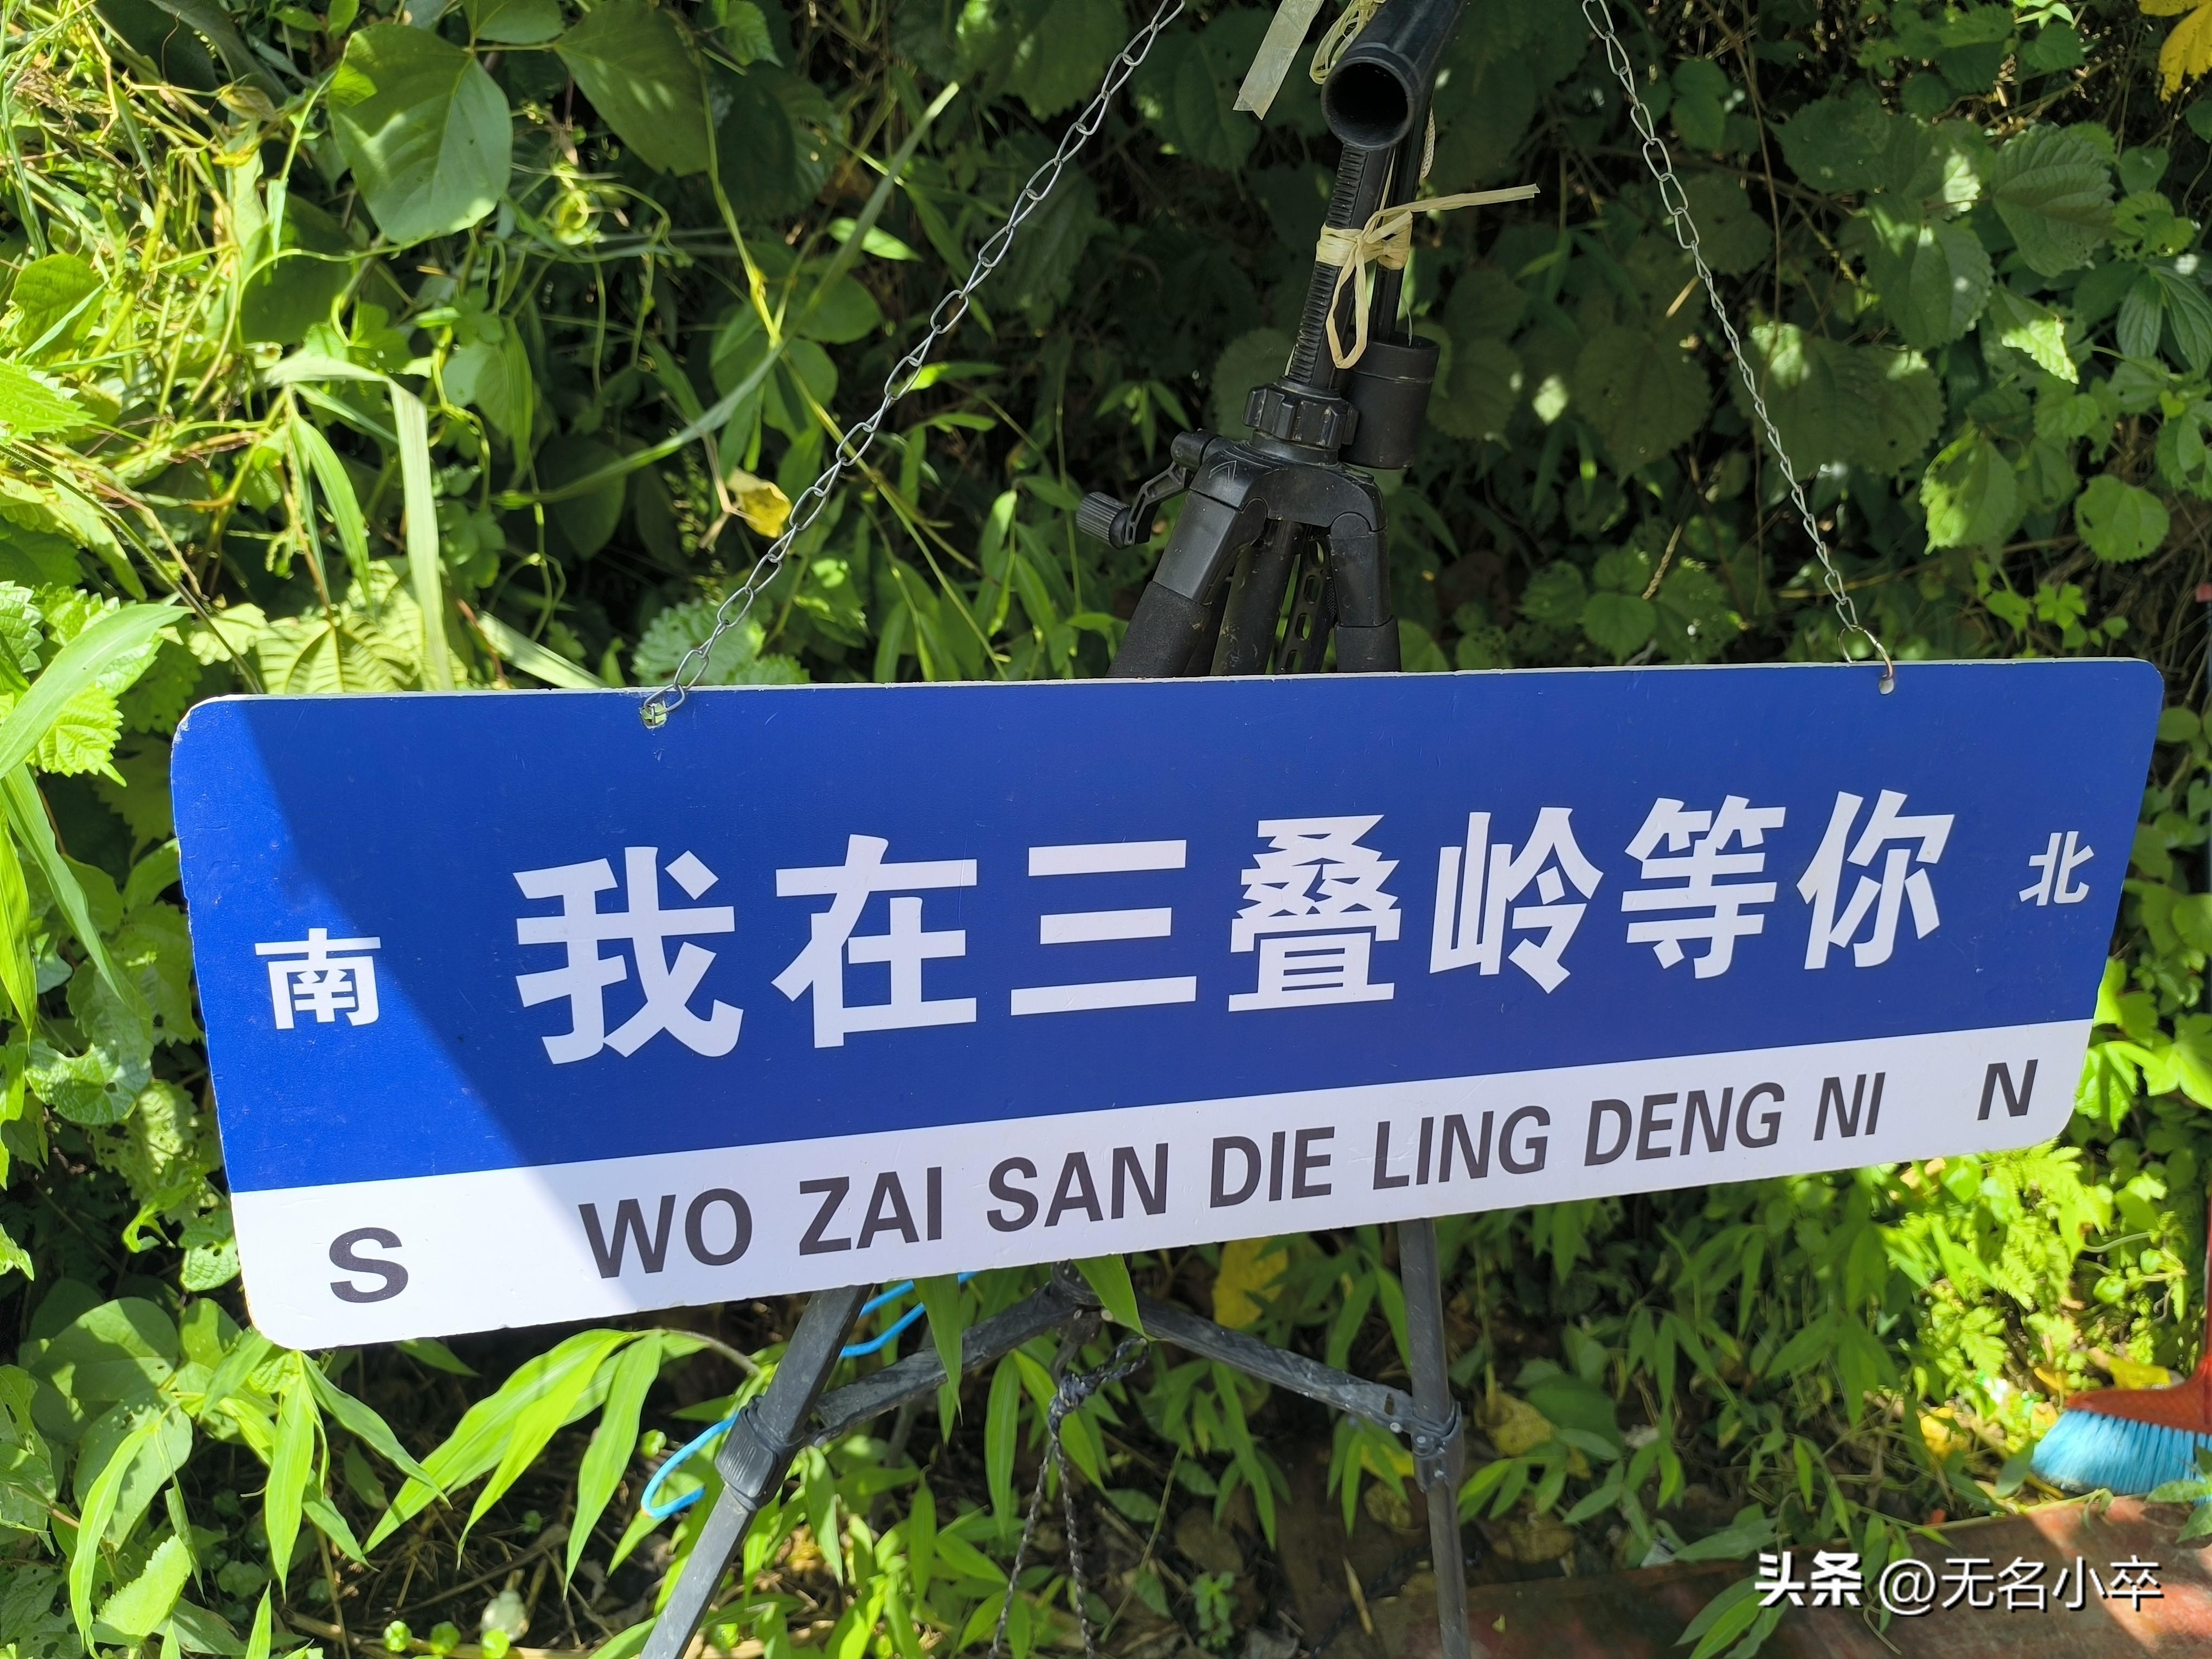 南 我在三叠岭等你 北
S WO ZAI SAN DIE LING DENG NI N
头条 @无名小卒